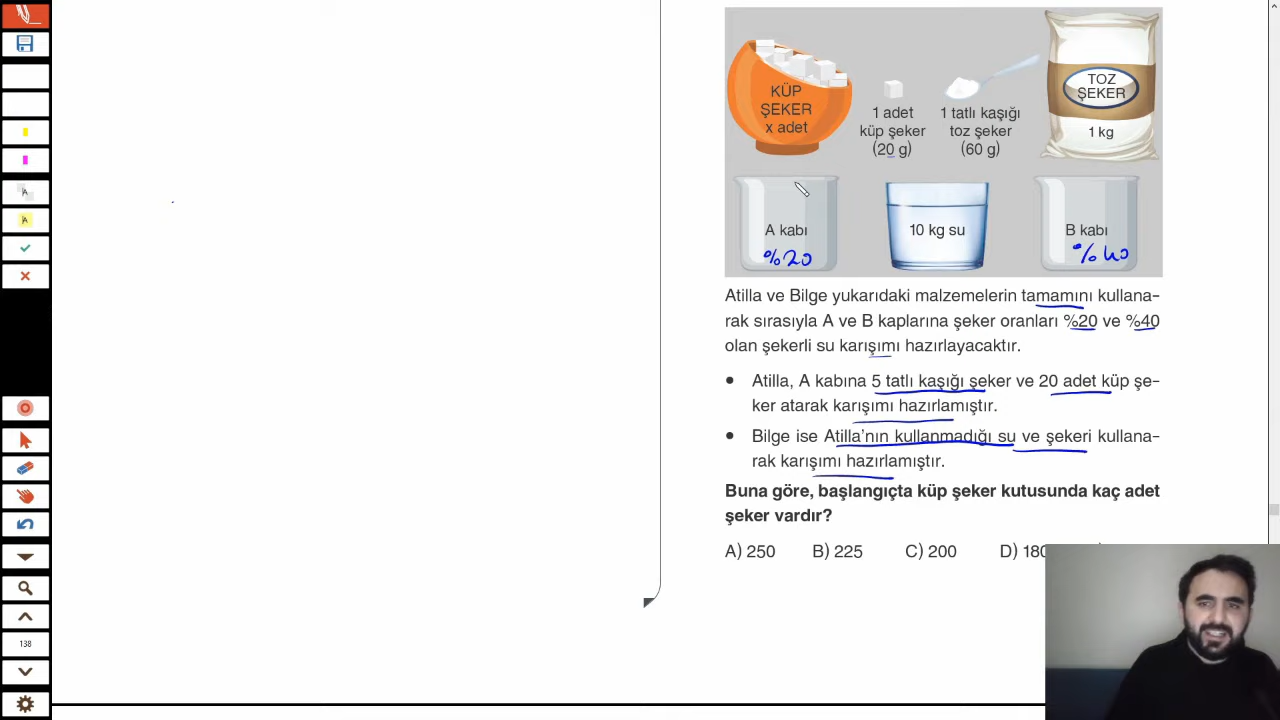 KÜP
ŞEKER
x adet
1 adet
küp şeker
(20 g)
1 tatlı kaşığı
toz şeker
(60 g)
TOZ
ŞEKER
1 kg
A kabı
%20
10 kg su
B kabı
%40
Atilla ve Bilge yukarıdaki malzemelerin tamamını kullana-
rak sırasıyla A ve B kaplarına şeker oranları %20 ve %40
olan şekerli su karışımı hazırlayacaktır.
• Atilla, A kabına 5 tatlı kaşığı şeker ve 20 adet küp şe-
ker atarak karışımı hazırlamıştır.
• Bilge ise Atilla'nın kullanmadığı su ve şekeri kullana-
rak karışımı hazırlamıştır.
Buna göre, başlangıçta küp şeker kutusunda kaç adet
şeker vardır?
A) 250 B) 225 C) 200 D) 180
A
A
138